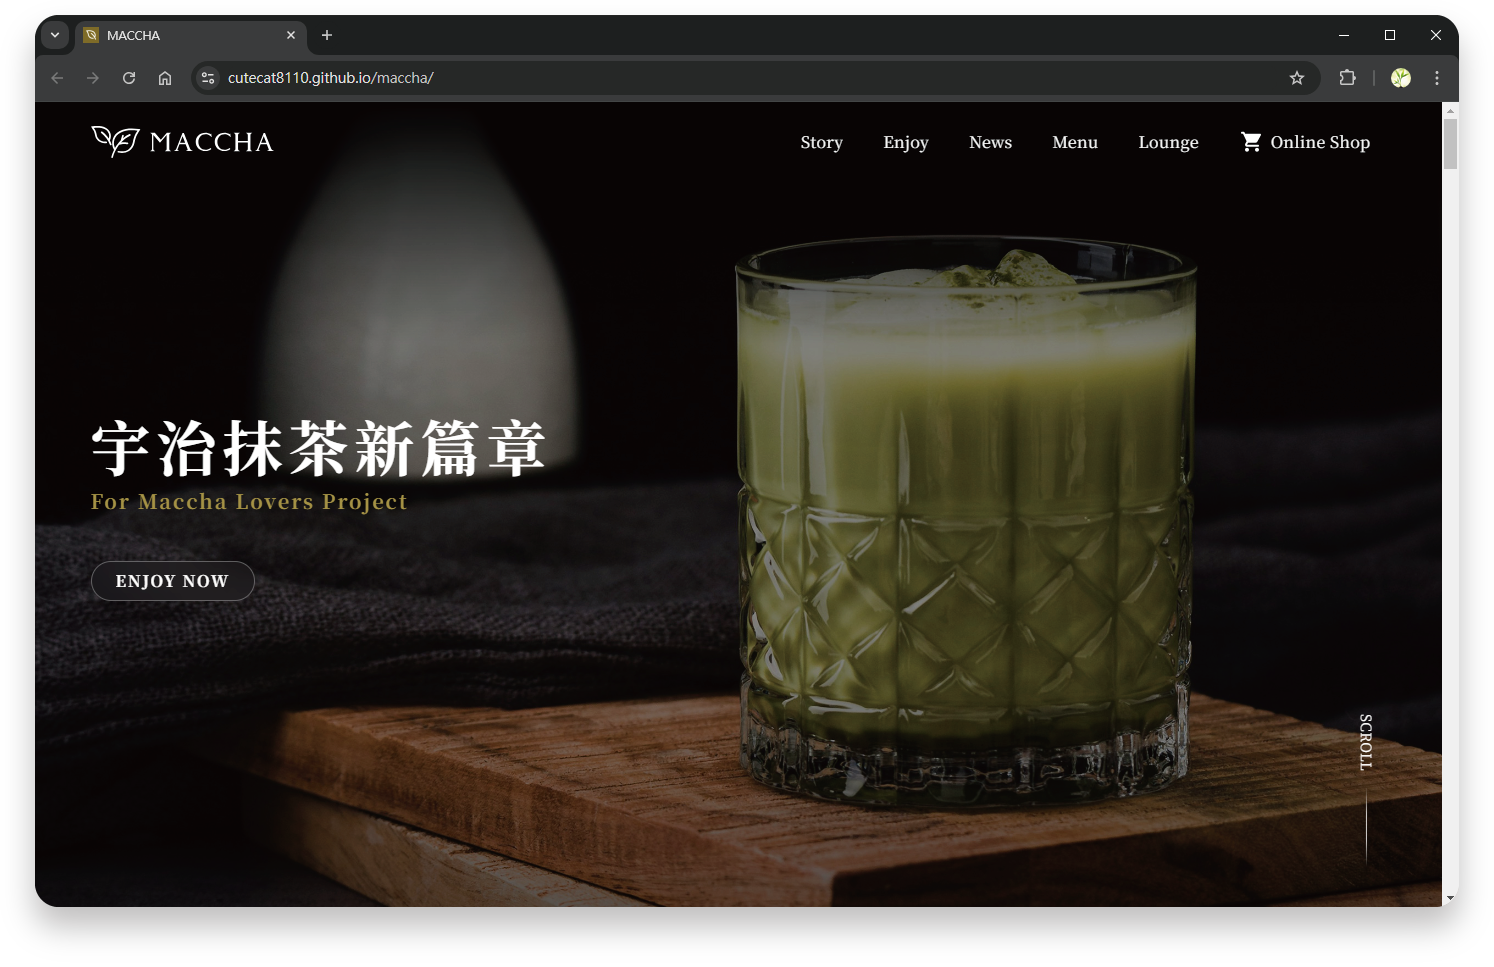 MACCHA
cutecat8110.github.io/maccha/
MACCHA
Story
Enjoy
News
Menu
Lounge
Online Shop
宇治抹茶新篇章
For Maccha Lovers Project
ENJOY NOW
SCROLL